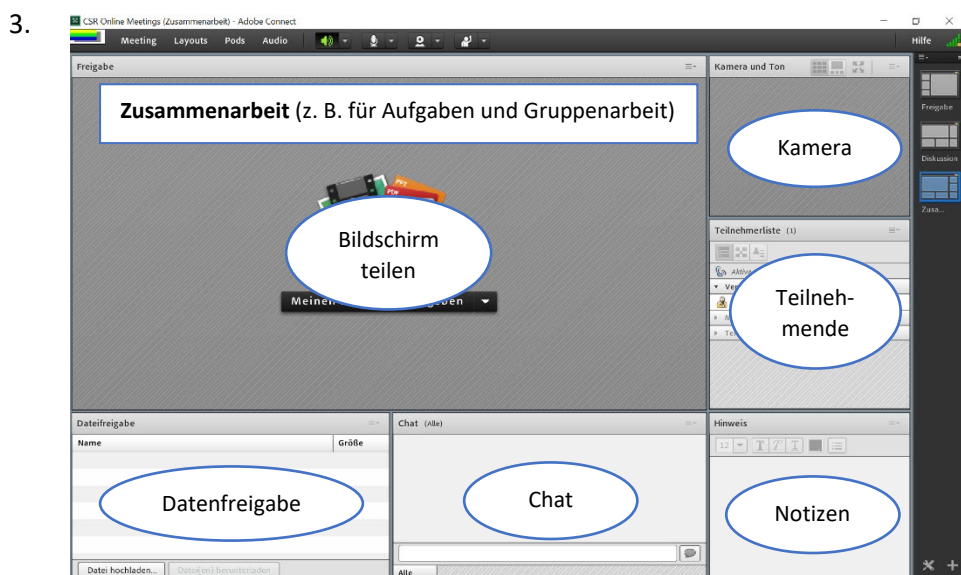 3.
CSR Online Meetings (Zusammenarbeit) - Adobe Connect
Meeting Layouts Pods Audio Hilfe
Freigabe
Kamera und Ton
Zusammenarbeit (z. B. für Aufgaben und Gruppenarbeit)
Kamera
Freigabe
Diskussion
Zusa...
PPT
PDF
Bildschirm
teilen
Meinen
Teilnehmerliste (1)
Teilneh-
mende
Dateifreigabe
Name Größe
Datenfreigabe
Datei hochladen... Datei(en) herunterladen
Chat (Alle)
Chat
Alle
Hinweis
12 T T T
Notizen